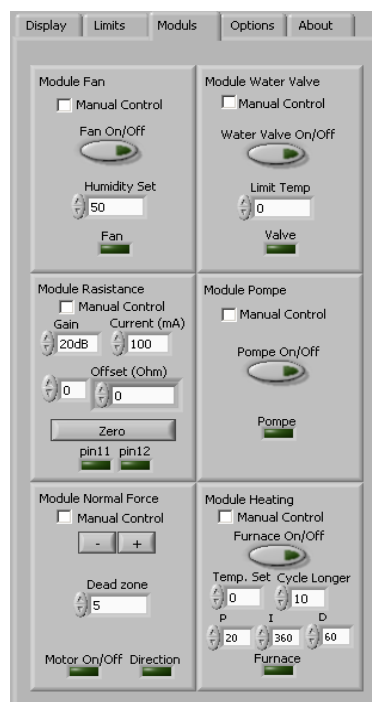 Display Limits Moduls Options About
Module Fan
Manual Control
Fan On/Off
Humidity Set
50
Fan
Module Water Valve
Manual Control
Water Valve On/Off
Limit Temp
0
Valve
Module Rasistance
Manual Control
Gain Current (mA)
20dB 100
Offset (Ohm)
0 0
Zero
pin11 pin12
Module Pompe
Manual Control
Pompe On/Off
Pompe
Module Normal Force
Manual Control
- +
Dead zone
5
Motor On/Off Direction
Module Heating
Manual Control
Furnace On/Off
Temp. Set Cycle Longer
0 10
P I D
20 360 60
Furnace